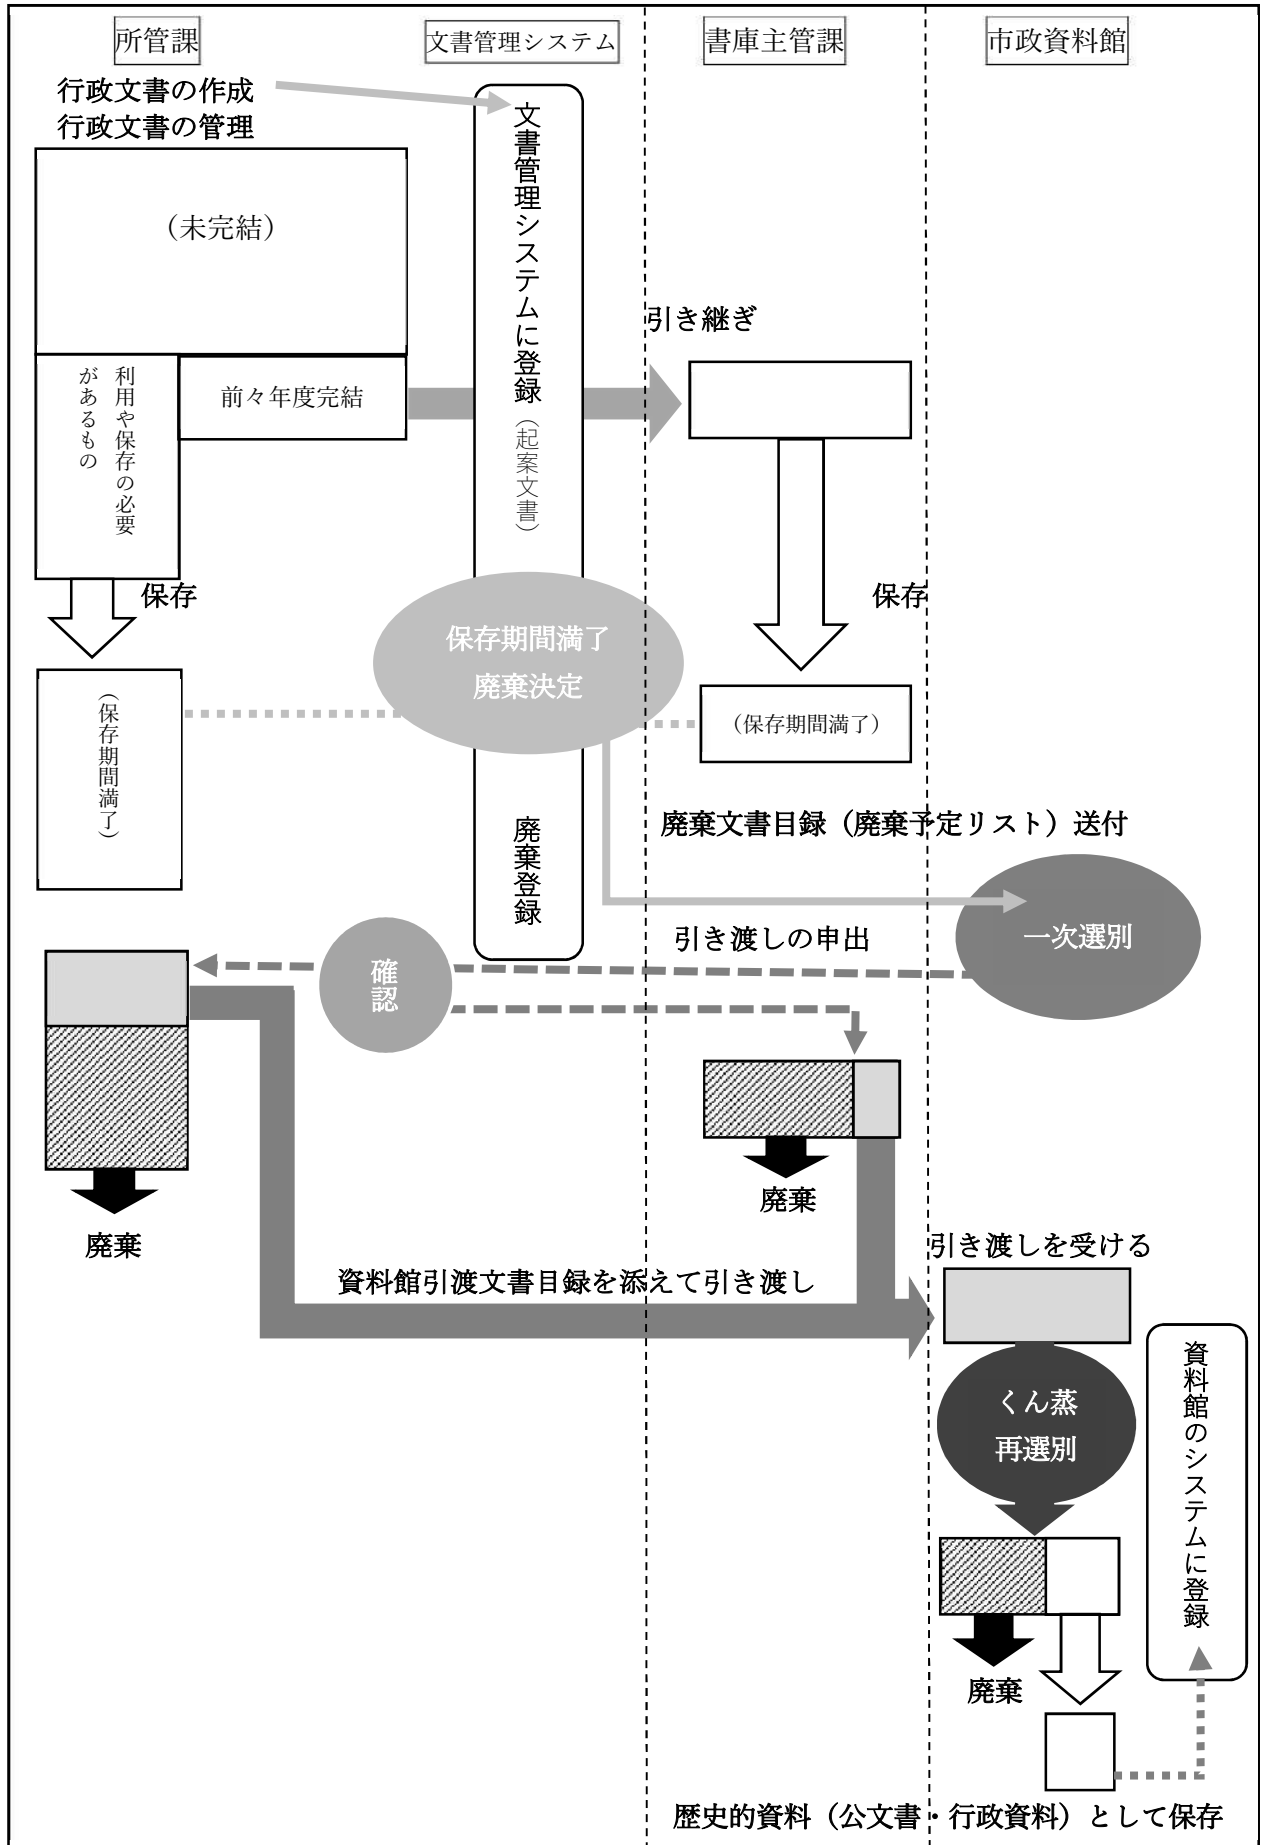 所管課
文書管理システム
書庫主管課
市政資料館
行政文書の作成
行政文書の管理
文書管理システムに登録（起案文書）
（未完結）
引き継ぎ
利用や保存の必要
があるもの
前々年度完結
保存
保存
保存期間満了
廃棄決定
（保存期間満了）
（保存期間満了）
廃棄登録
廃棄文書目録（廃棄予定リスト）送付
一次選別
引き渡しの申出
確認
廃棄
廃棄
引き渡しを受ける
資料館引渡文書目録を添えて引き渡し
くん蒸
再選別
資料館のシステムに登録
廃棄
歴史的資料（公文書・行政資料）として保存